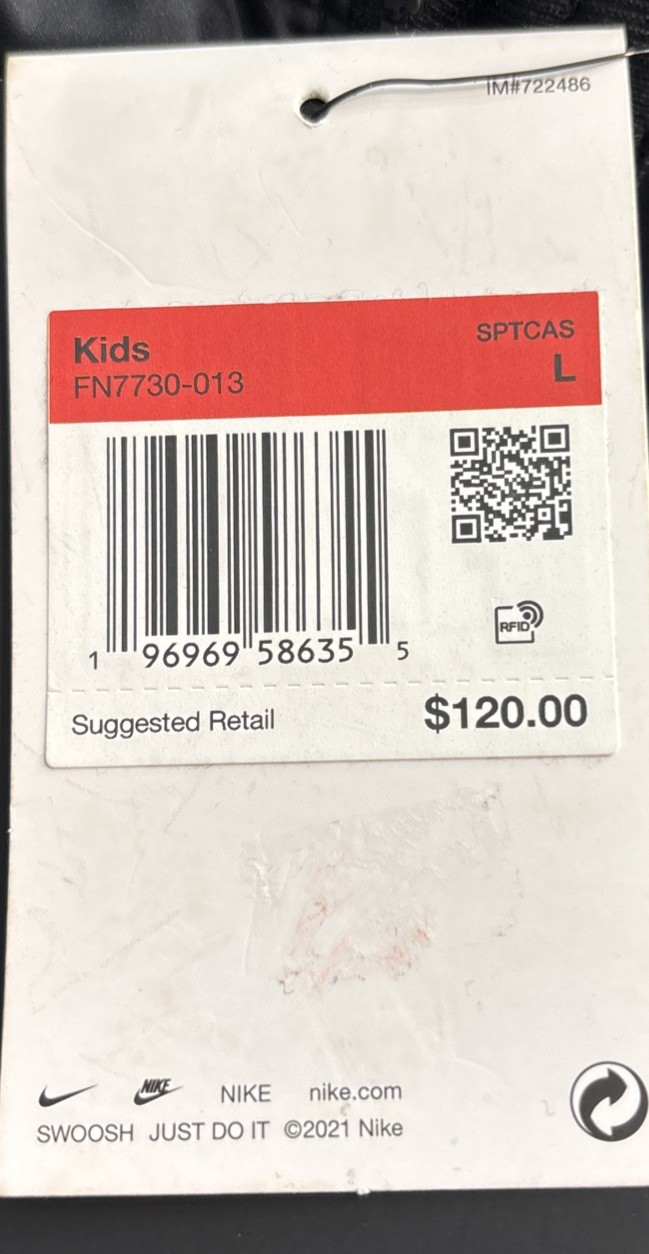 IM#722486
Kids
SPTCAS
FN7730-013
L
RFID
1 96969 58635 5
Suggested Retail
$120.00
NIKE NIKE nike.com
SWOOSH JUST DO IT ©2021 Nike